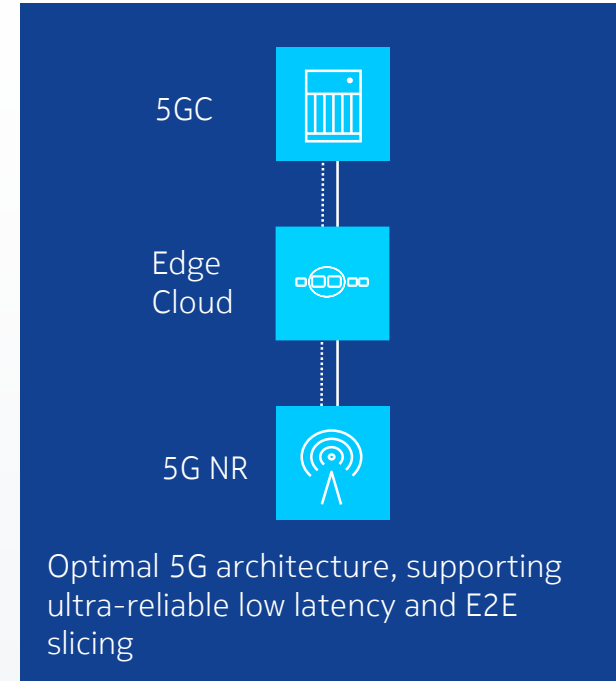 5GC
Edge
Cloud
5G NR
Optimal 5G architecture, supporting
ultra-reliable low latency and E2E
slicing